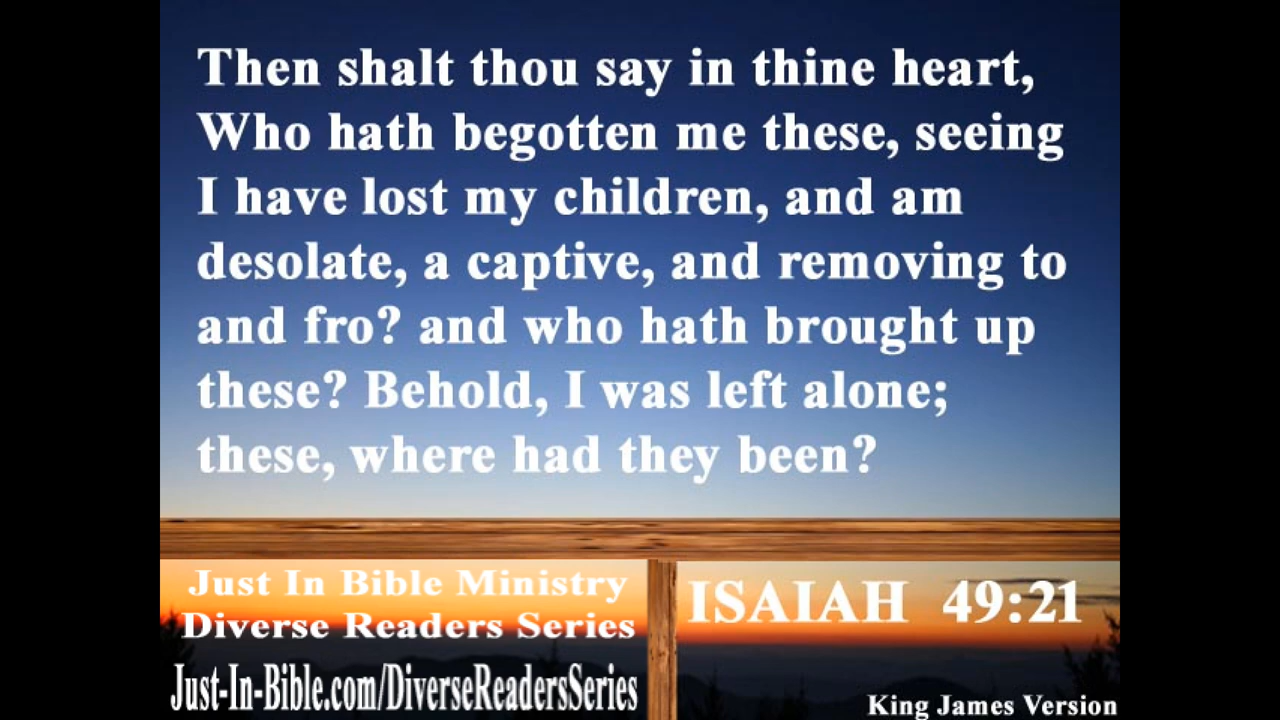 Then shalt thou say in thine heart,
Who hath begotten me these, seeing
I have lost my children, and am
desolate, a captive, and removing to
and fro? and who hath brought up
these? Behold, I was left alone;
these, where had they been?
Just In Bible Ministry
Diverse Readers Series
Just-In-Bible.com/DiverseReadersSeries
ISAIAH 49:21
King James Version